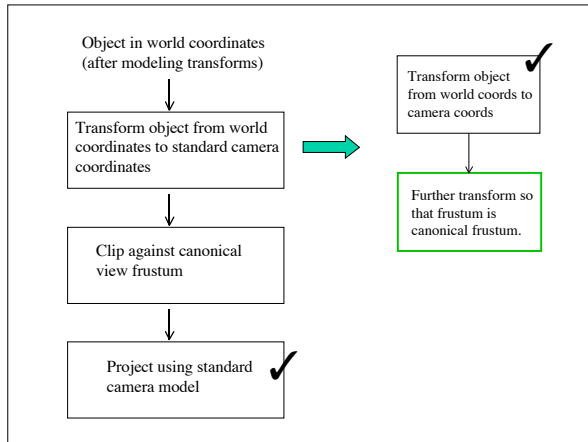 Object in world coordinates
(after modeling transforms)
Transform object from world
coordinates to standard camera
coordinates
Clip against canonical
view frustum
Project using standard
camera model
Transform object
from world coords to
camera coords
Further transform so
that frustum is
canonical frustum.